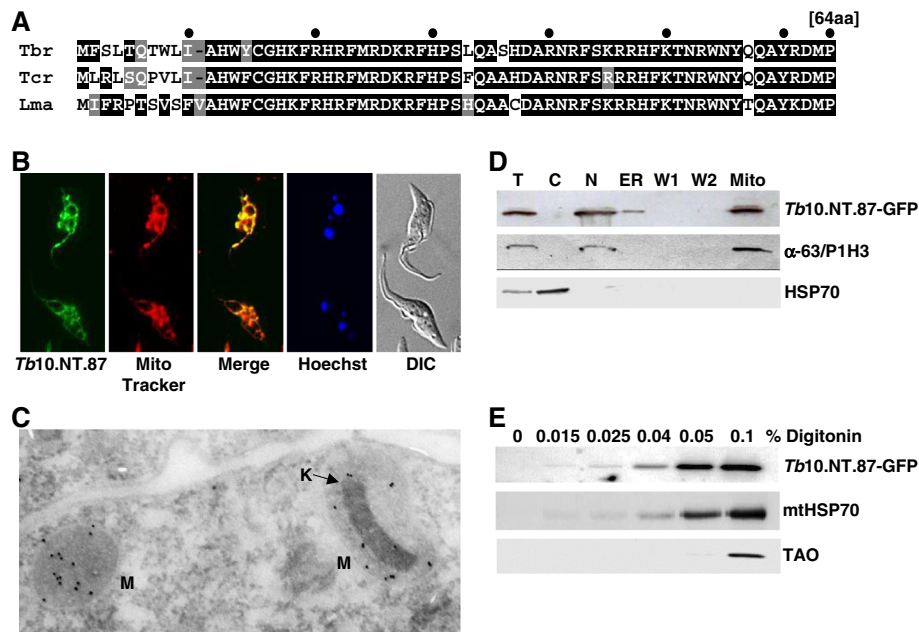 A
[64aa]
Tbr MFSLTQTWLI-AHWYCGHKFRHRFMRDKRFHPSLQASHDARNRFSKRRHFKTNRWNYQQAYRDMP
Tcr MLRLSQPVLI-AHWFCGHKFRHRFMRDKRFHPSFQAAHDARNRFSRRRHFKTNRWNYQQAYRDMP
Lma MIFRPTSVSFVAHWFCGHKFRHRFMRDKRFHPSHQAACDARNRFSKRRHFKTNRWNYTQAYKDMP
B
Tb10.NT.87 Mito Tracker Merge Hoechst DIC
C
K
M
M
D
T C N ER W1 W2 Mito
Tb10.NT.87-GFP
α-63/P1H3
HSP70
E
0 0.015 0.025 0.04 0.05 0.1 % Digitonin
Tb10.NT.87-GFP
mtHSP70
TAO